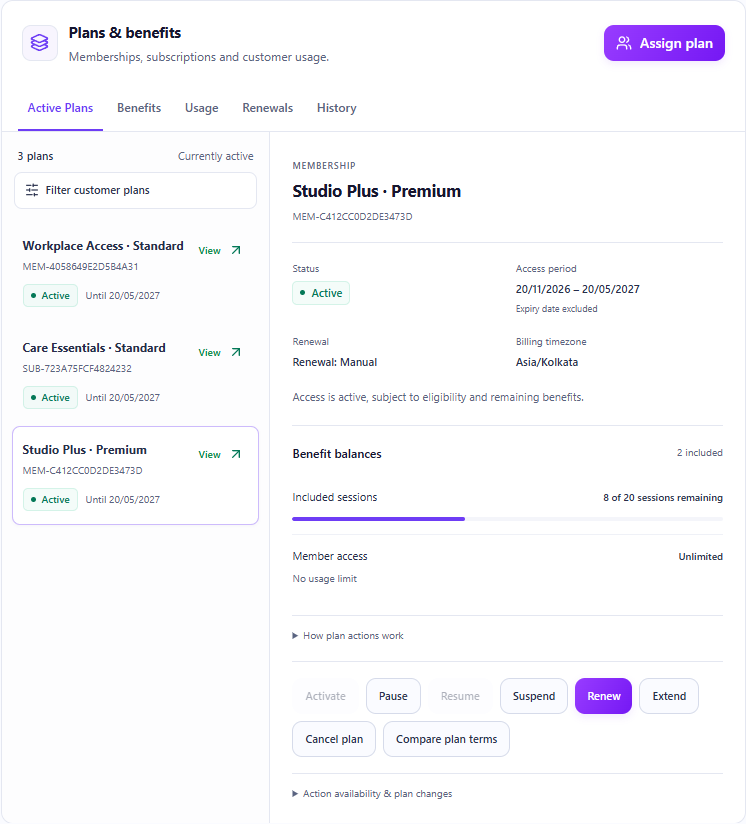 Plans & benefits
Memberships, subscriptions and customer usage.
Assign plan
Active Plans
Benefits
Usage
Renewals
History
3 plans
Currently active
Filter customer plans
Workplace Access · Standard
View
MEM-4058649E2D5B4A31
Active
Until 20/05/2027
Care Essentials · Standard
View
SUB-723A75FCF4824232
Active
Until 20/05/2027
Studio Plus · Premium
View
MEM-C412CC0D2DE3473D
Active
Until 20/05/2027
MEMBERSHIP
Studio Plus · Premium
MEM-C412CC0D2DE3473D
Status
Active
Access period
20/11/2026 – 20/05/2027
Expiry date excluded
Renewal
Renewal: Manual
Billing timezone
Asia/Kolkata
Access is active, subject to eligibility and remaining benefits.
Benefit balances
2 included
Included sessions
8 of 20 sessions remaining
Member access
Unlimited
No usage limit
How plan actions work
Activate
Pause
Resume
Suspend
Renew
Extend
Cancel plan
Compare plan terms
Action availability & plan changes